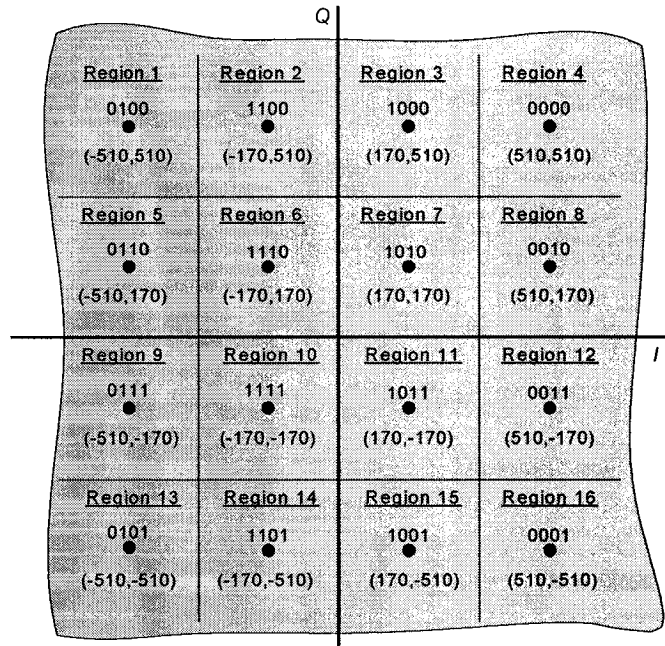 Q
Region 1 Region 2 Region 3 Region 4
0100 1100 1000 0000
(-510,510) (-170,510) (170,510) (510,510)
Region 5 Region 6 Region 7 Region 8
0110 1110 1010 0010
(-510,170) (-170,170) (170,170) (510,170)
I
Region 9 Region 10 Region 11 Region 12
0111 1111 1011 0011
(-510,-170) (-170,-170) (170,-170) (510,-170)
Region 13 Region 14 Region 15 Region 16
0101 1101 1001 0001
(-510,-510) (-170,-510) (170,-510) (510,-510)